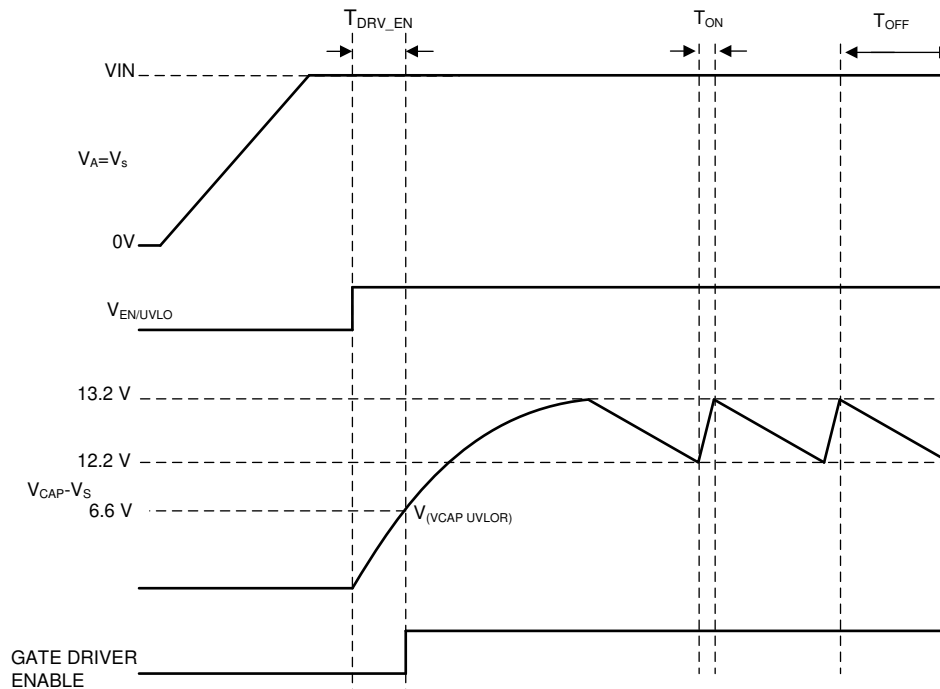 TDRV_EN
TON
TOFF
VIN
VA=Vs
0V
VEN/UVLO
13.2 V
12.2 V
VCAP-VS
6.6 V
V(VCAP UVLOR)
GATE DRIVER
ENABLE